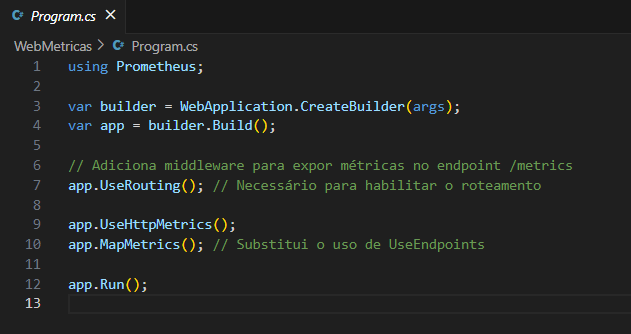 C# Program.cs X
WebMetricas > C# Program.cs
1 using Prometheus;
2
3 var builder = WebApplication.CreateBuilder(args);
4 var app = builder.Build();
5
6 // Adiciona middleware para expor métricas no endpoint /metrics
7 app.UseRouting(); // Necessário para habilitar o roteamento
8
9 app.UseHttpMetrics();
10 app.MapMetrics(); // Substitui o uso de UseEndpoints
11
12 app.Run();
13